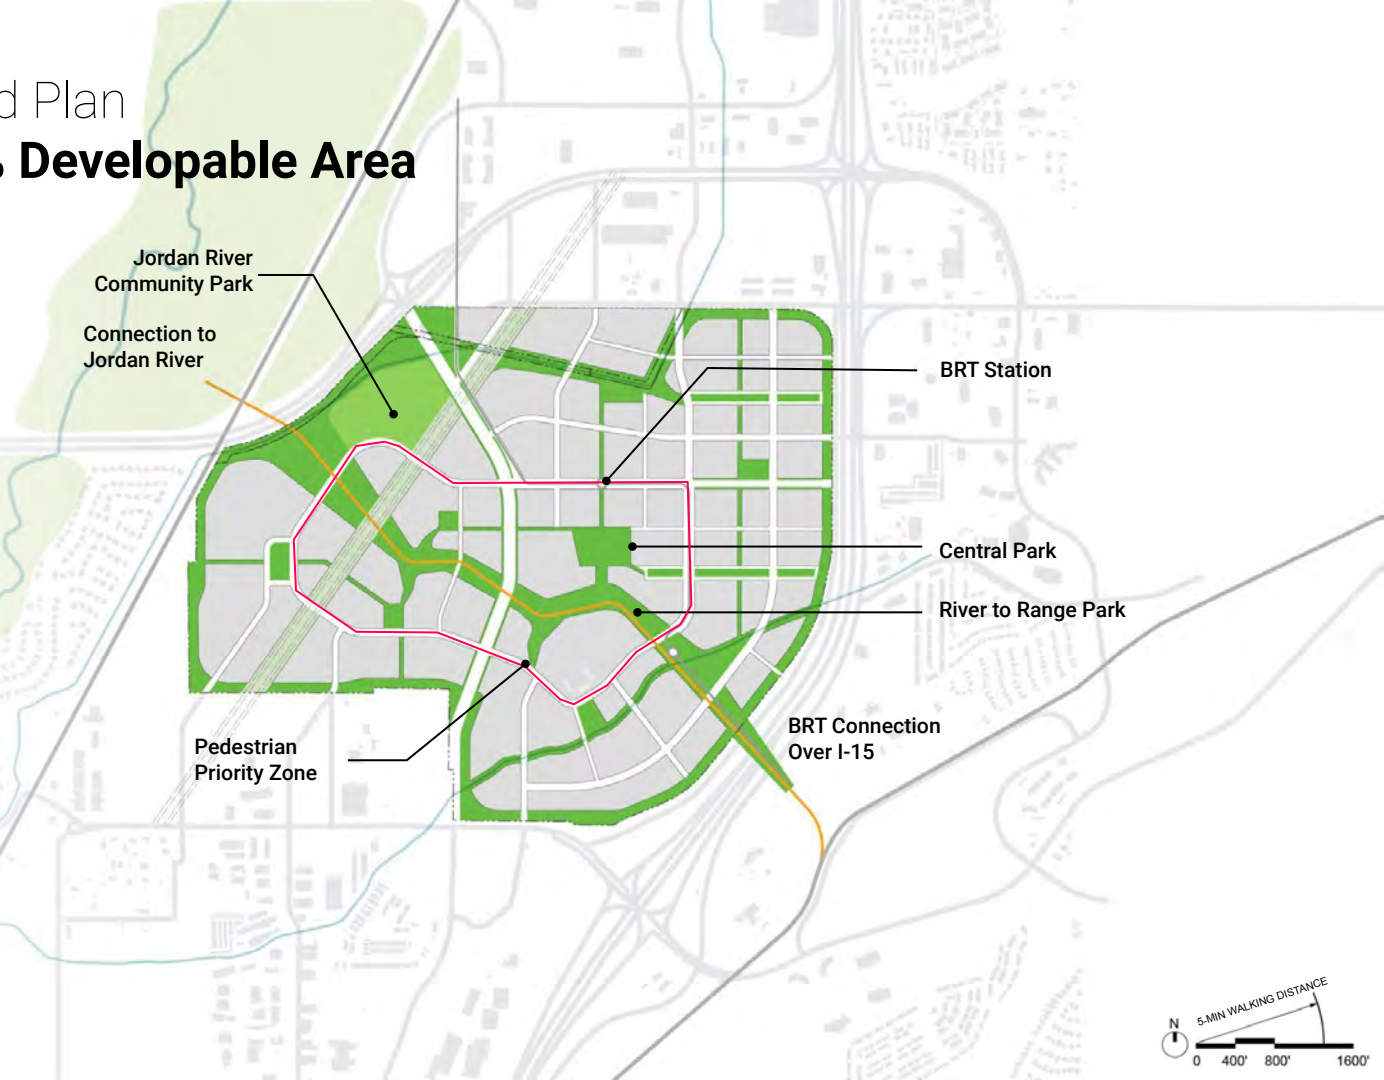 d Plan
Developable Area
Jordan River
Community Park
Connection to
Jordan River
BRT Station
Central Park
River to Range Park
BRT Connection
Over I-15
Pedestrian
Priority Zone
5-MIN WALKING DISTANCE
N
0 400' 800' 1600'